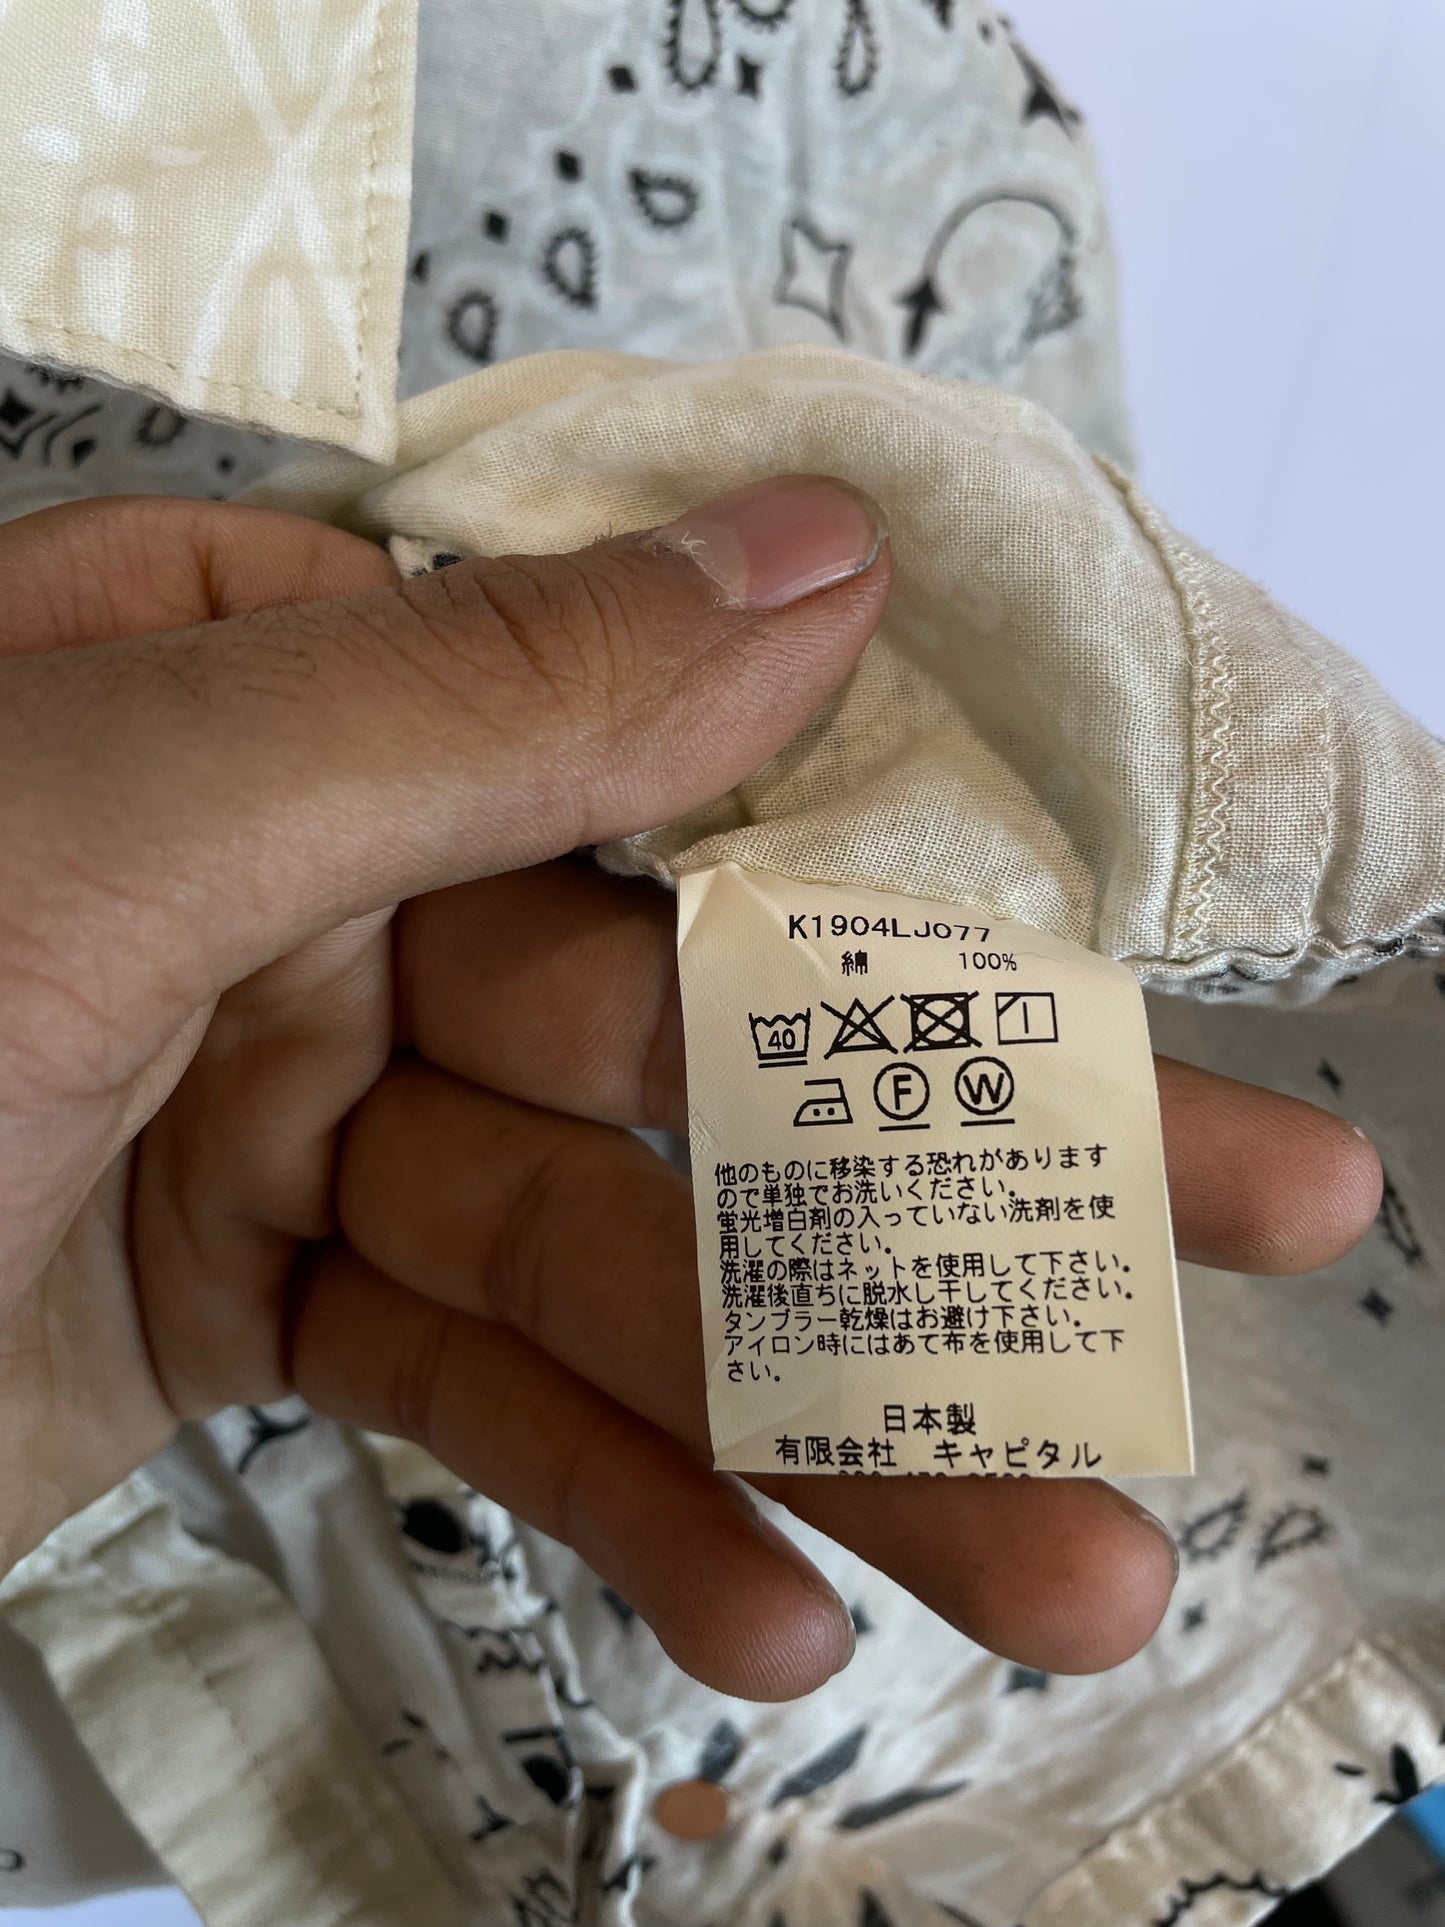 K1904LJ077
綿 100%
40
F W
他のものに移染する恐れがあります
ので単独でお洗いください。
蛍光増白剤の入っていない洗剤を使
用してください。
洗濯の際はネットを使用して下さい。
洗濯後直ちに脱水し干してください。
タンブラー乾燥はお避け下さい。
アイロン時にはあて布を使用して下
さい。
日本製
有限会社 キャピタル